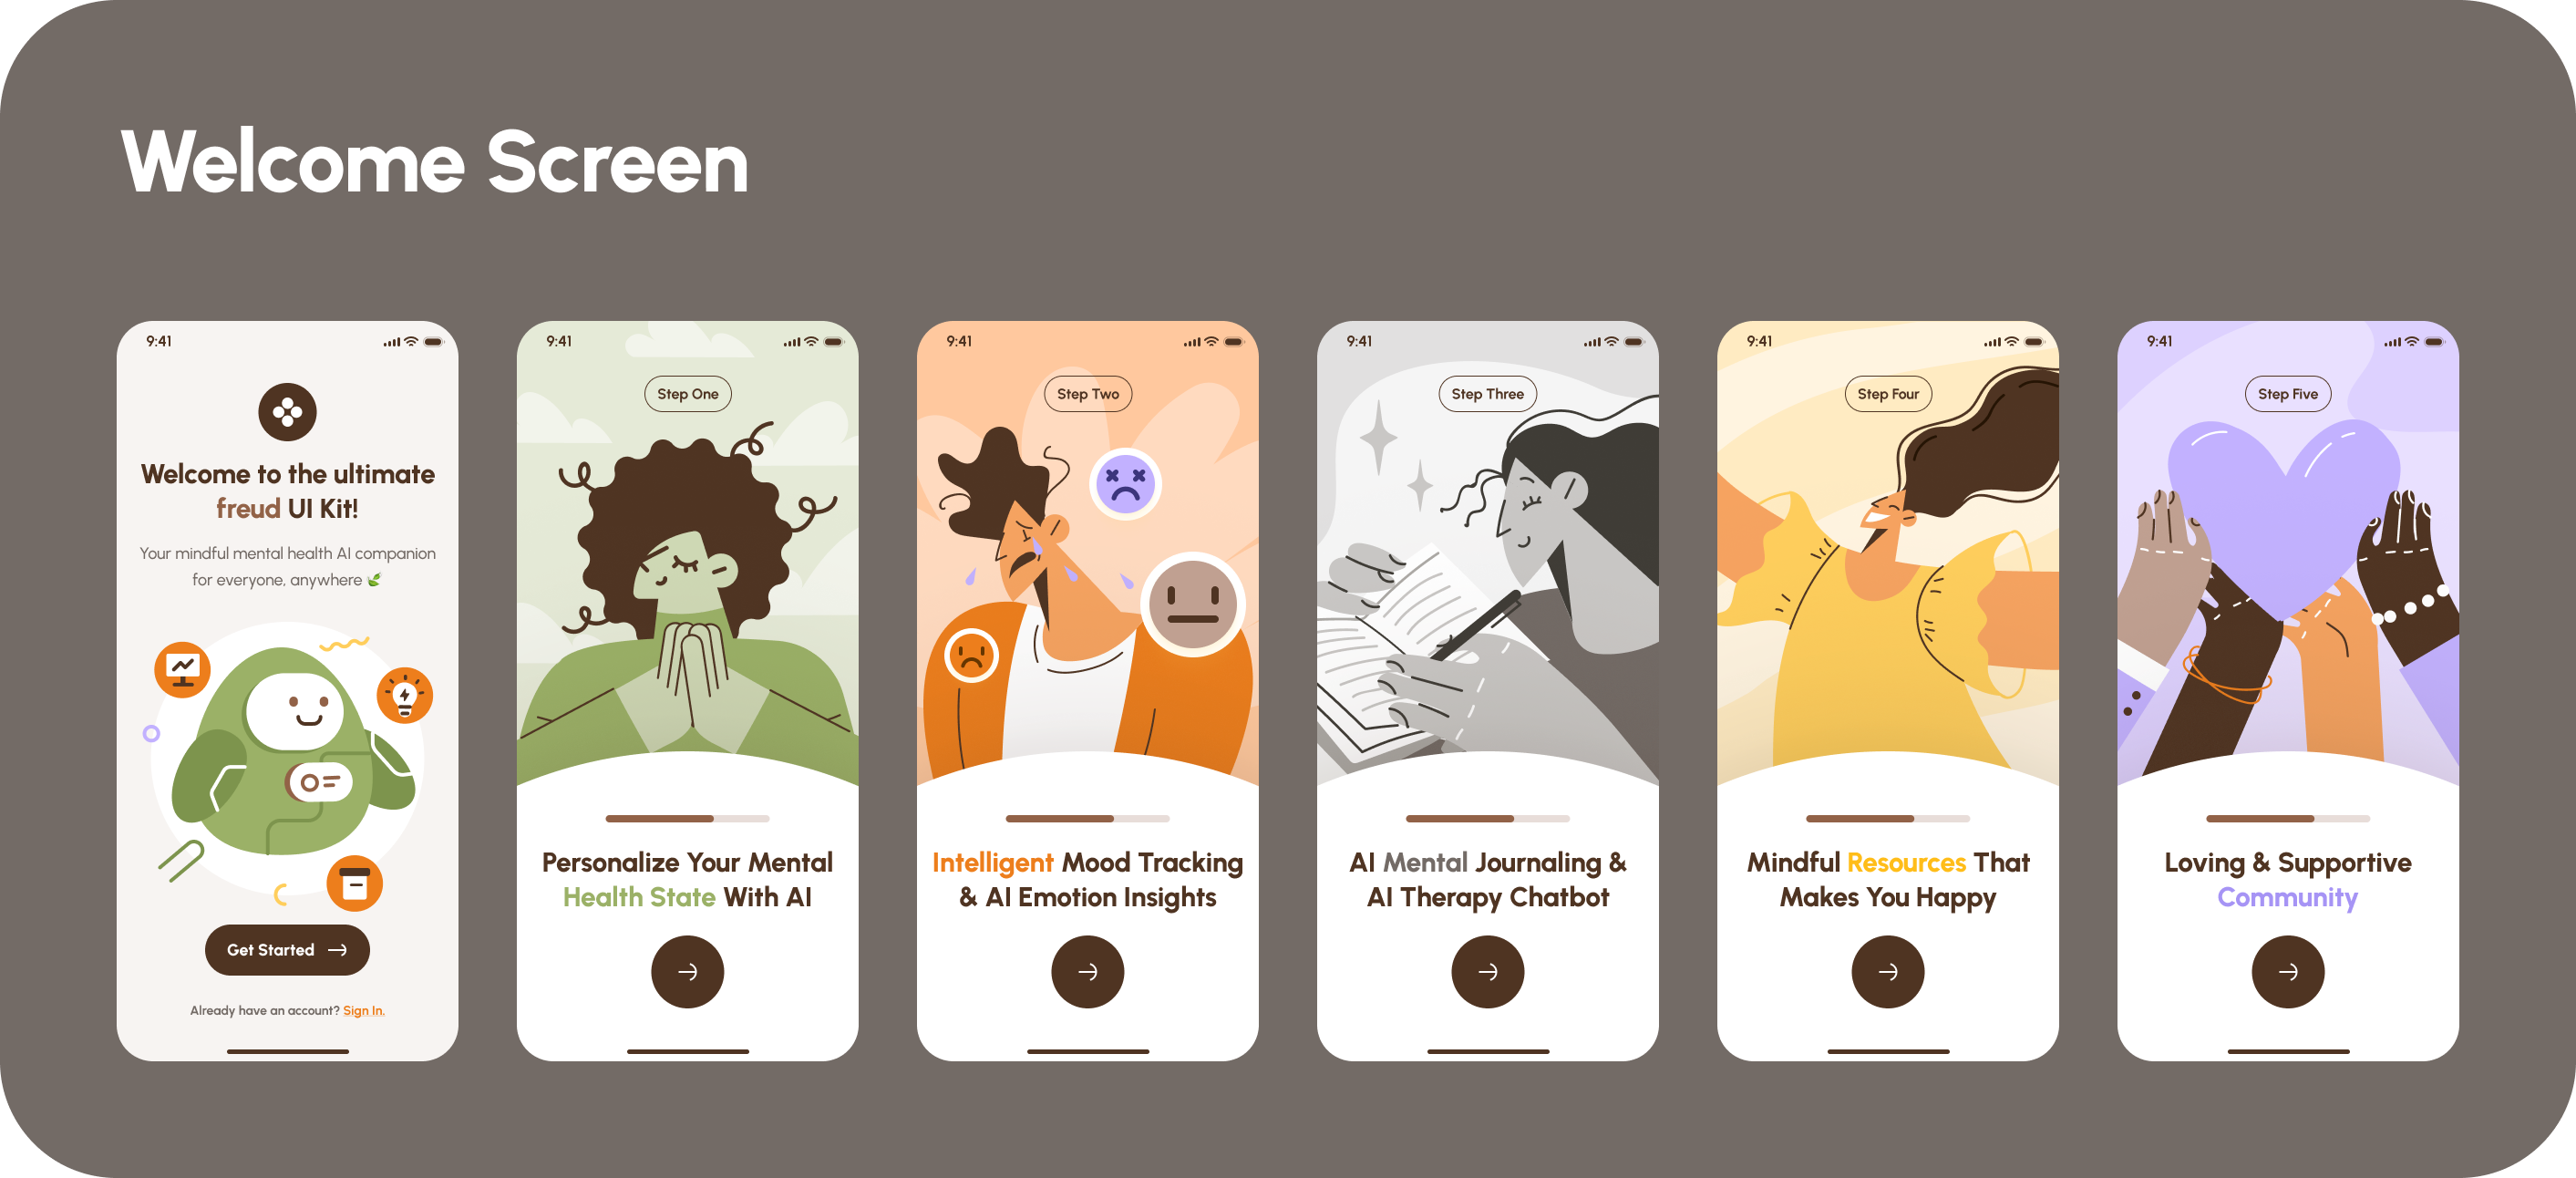 Welcome Screen
9:41
Welcome to the ultimate
freud UI Kit!
Your mindful mental health AI companion
for everyone, anywhere
Get Started
Already have an account? Sign In.
9:41
Step One
Personalize Your Mental
Health State With AI
9:41
Step Two
Intelligent Mood Tracking
& AI Emotion Insights
9:41
Step Three
AI Mental Journaling &
AI Therapy Chatbot
9:41
Step Four
Mindful Resources That
Makes You Happy
9:41
Step Five
Loving & Supportive
Community